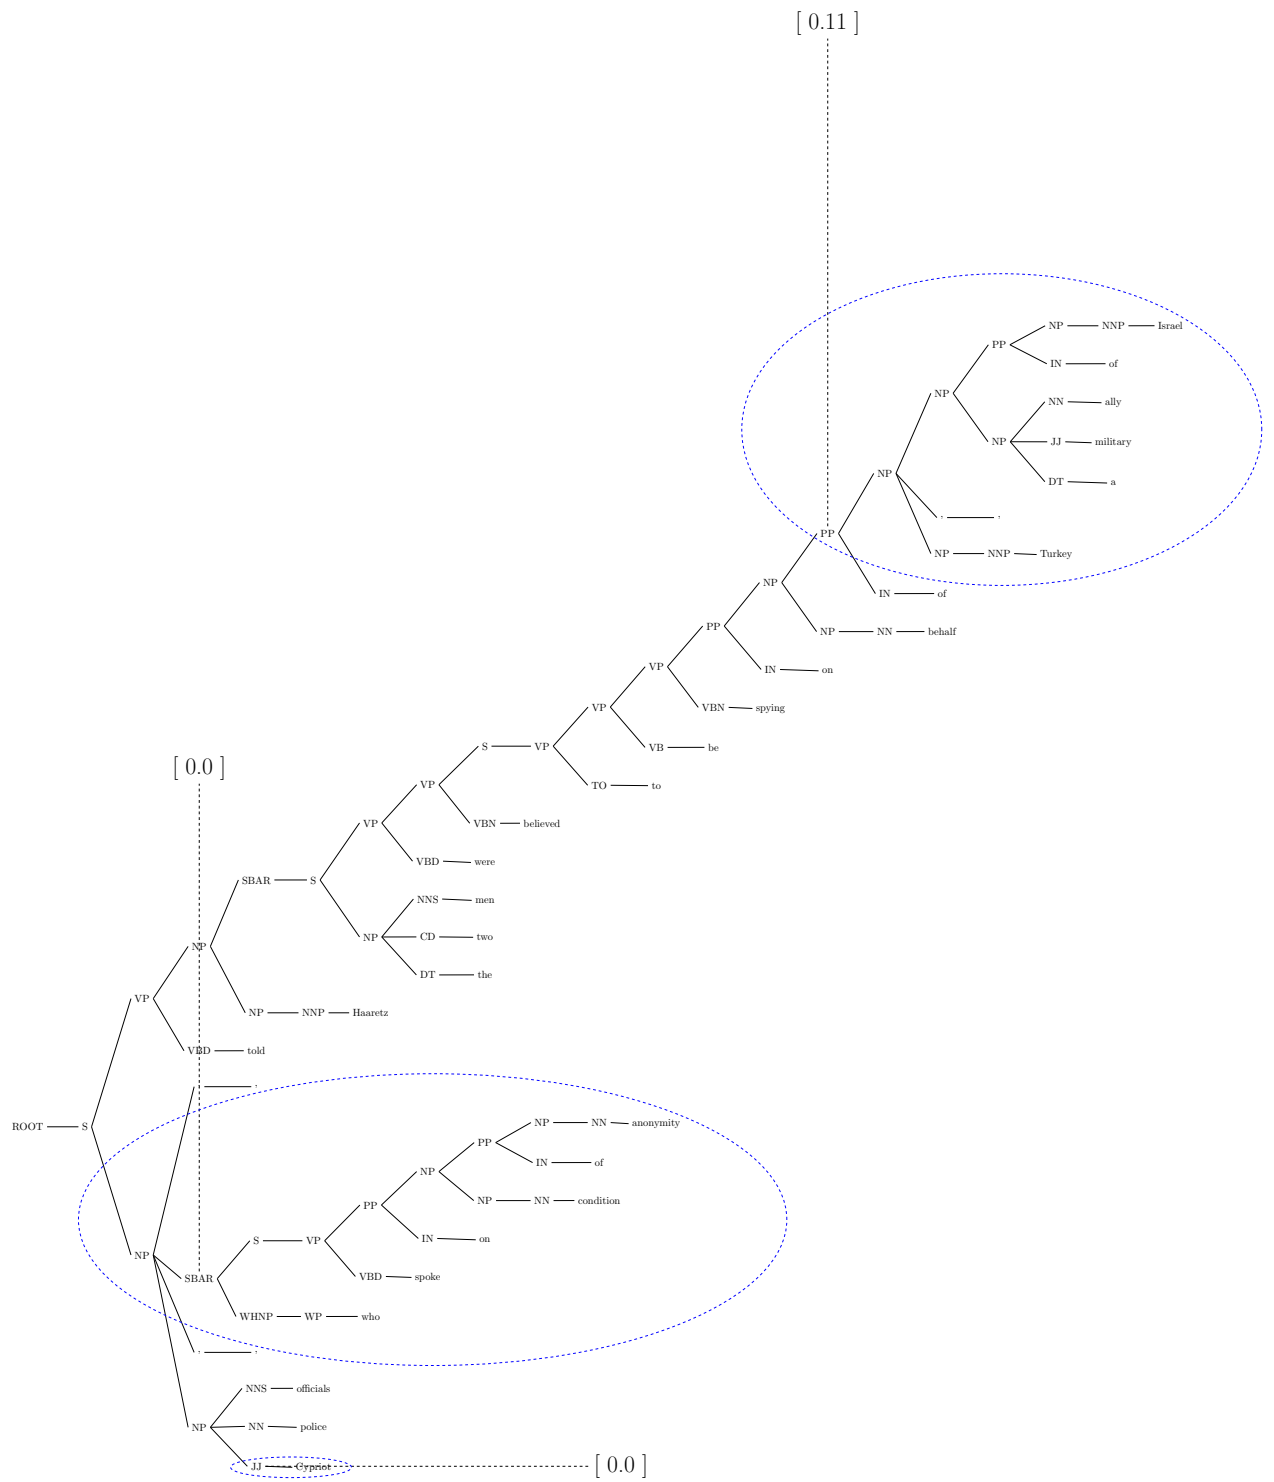 [ 0.11 ]
NP NNP Israel
PP
IN of
NP
NN ally
NP JJ military
NP
DT a
, ,
PP
NP NNP Turkey
NP
IN of
PP
NP NN behalf
VP
IN on
VP
VBN spying
S VP
VB be
[ 0.0 ]
VP
TO to
VP
VBN believed
VBD were
SBAR S
NNS men
NP CD two
NP
DT the
VP
NP NNP Haaretz
VBD told
, ,
ROOT S
NP NN anonymity
PP
IN of
NP
NP NN condition
PP
S VP
IN on
NP
SBAR
VBD spoke
WHNP WP who
, ,
NNS officials
NP NN police
JJ Cypriot [ 0.0 ]